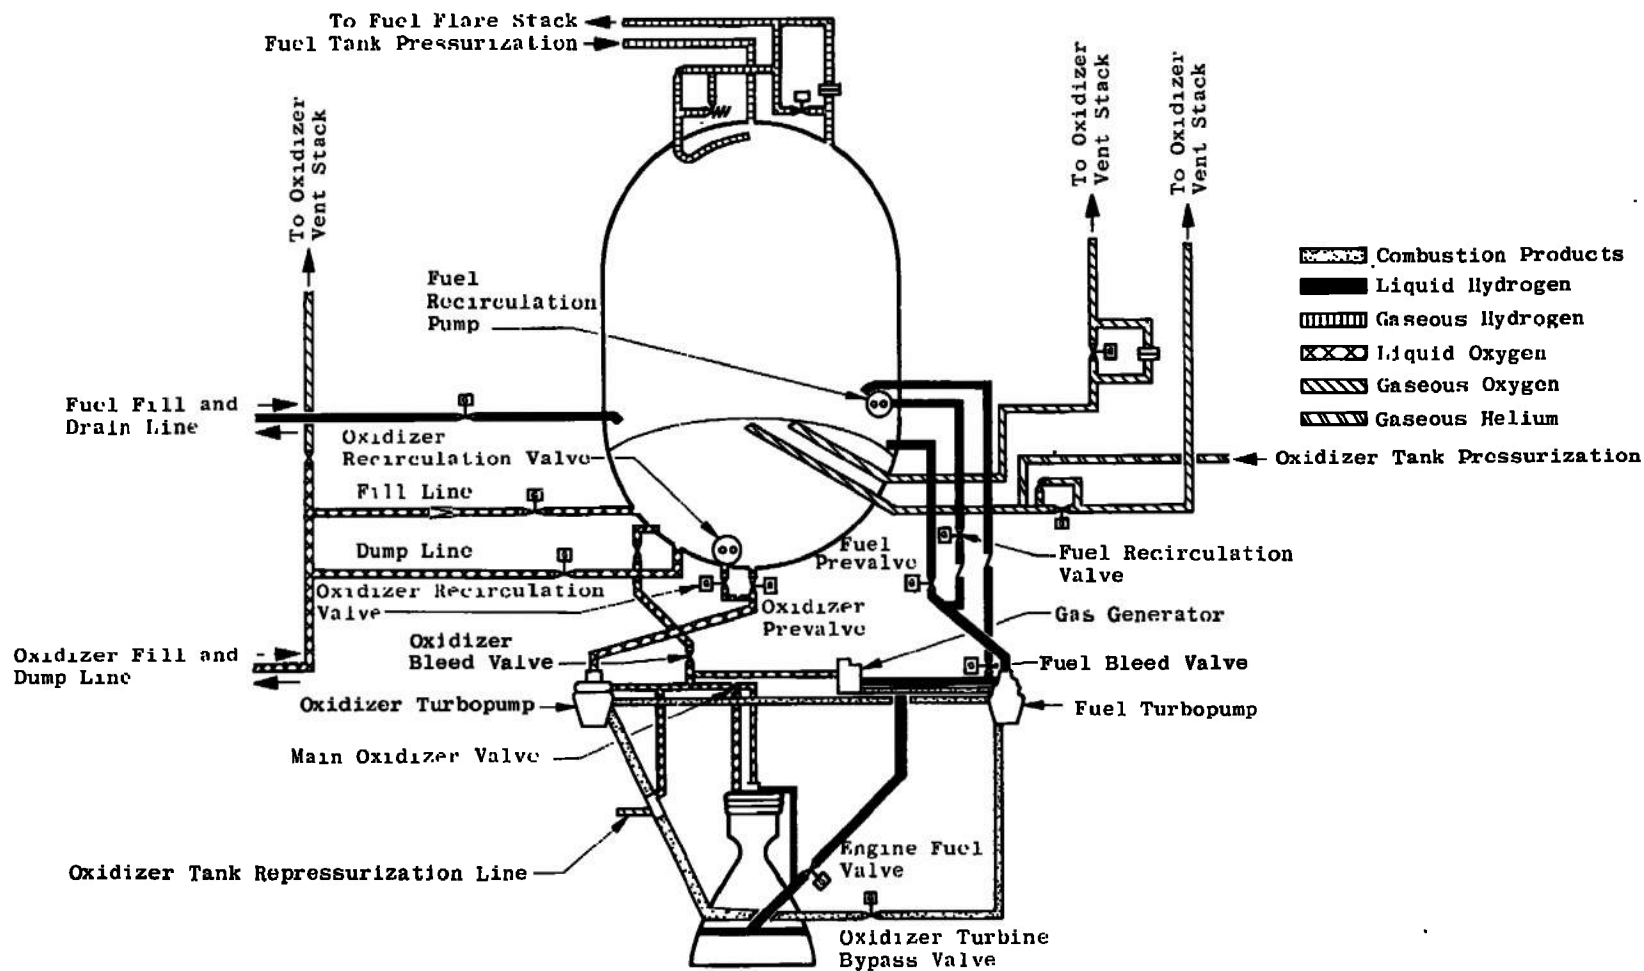 To Fuel Flare Stack
Fuel Tank Pressurization
To Oxidizer
Vent Stack
To Oxidizer
Vent Stack
To Oxidizer
Vent Stack
Combustion Products
Liquid Hydrogen
Gaseous Hydrogen
Liquid Oxygen
Gaseous Oxygen
Gaseous Helium
Fuel
Recirculation
Pump
Fuel Fill and
Drain Line
Oxidizer
Recirculation Valve
Oxidizer Tank Pressurization
Fill Line
Dump Line
Fuel
Prevalve
Fuel Recirculation
Valve
Oxidizer Recirculation
Valve
Oxidizer
Prevalve
Gas Generator
Oxidizer Fill and
Dump Line
Oxidizer
Bleed Valve
Fuel Bleed Valve
Oxidizer Turbopump
Fuel Turbopump
Main Oxidizer Valve
Engine Fuel
Valve
Oxidizer Tank Repressurization Line
Oxidizer Turbine
Bypass Valve